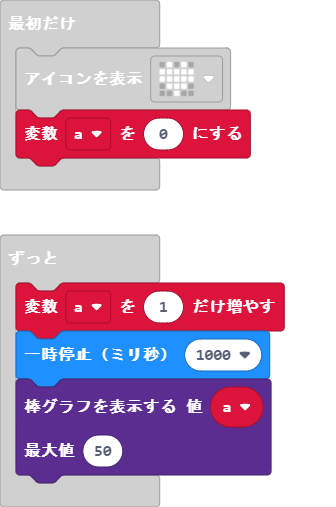 最初だけ
アイコンを表示
変数 a を 0 にする
ずっと
変数 a を 1 だけ増やす
一時停止（ミリ秒） 1000
棒グラフを表示する 値 a
最大値 50